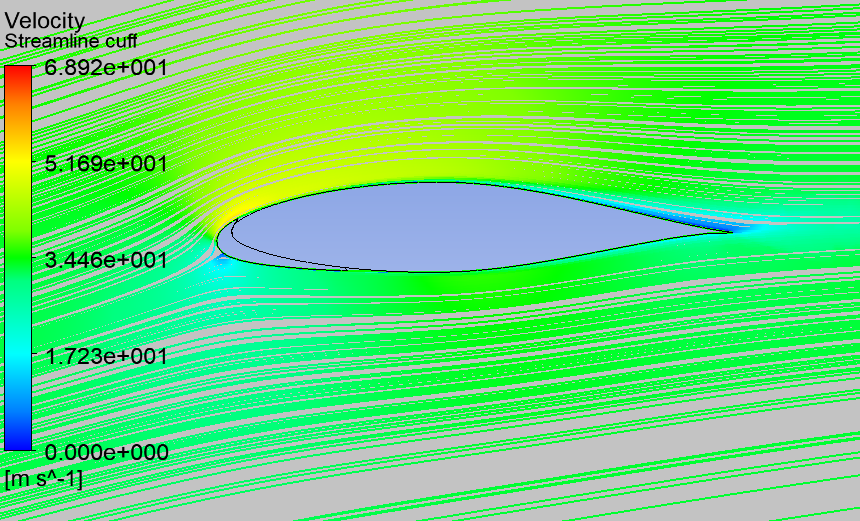 Velocity
Streamline cuff
6.892e+001
5.169e+001
3.446e+001
1.723e+001
0.000e+000
[m s^-1]